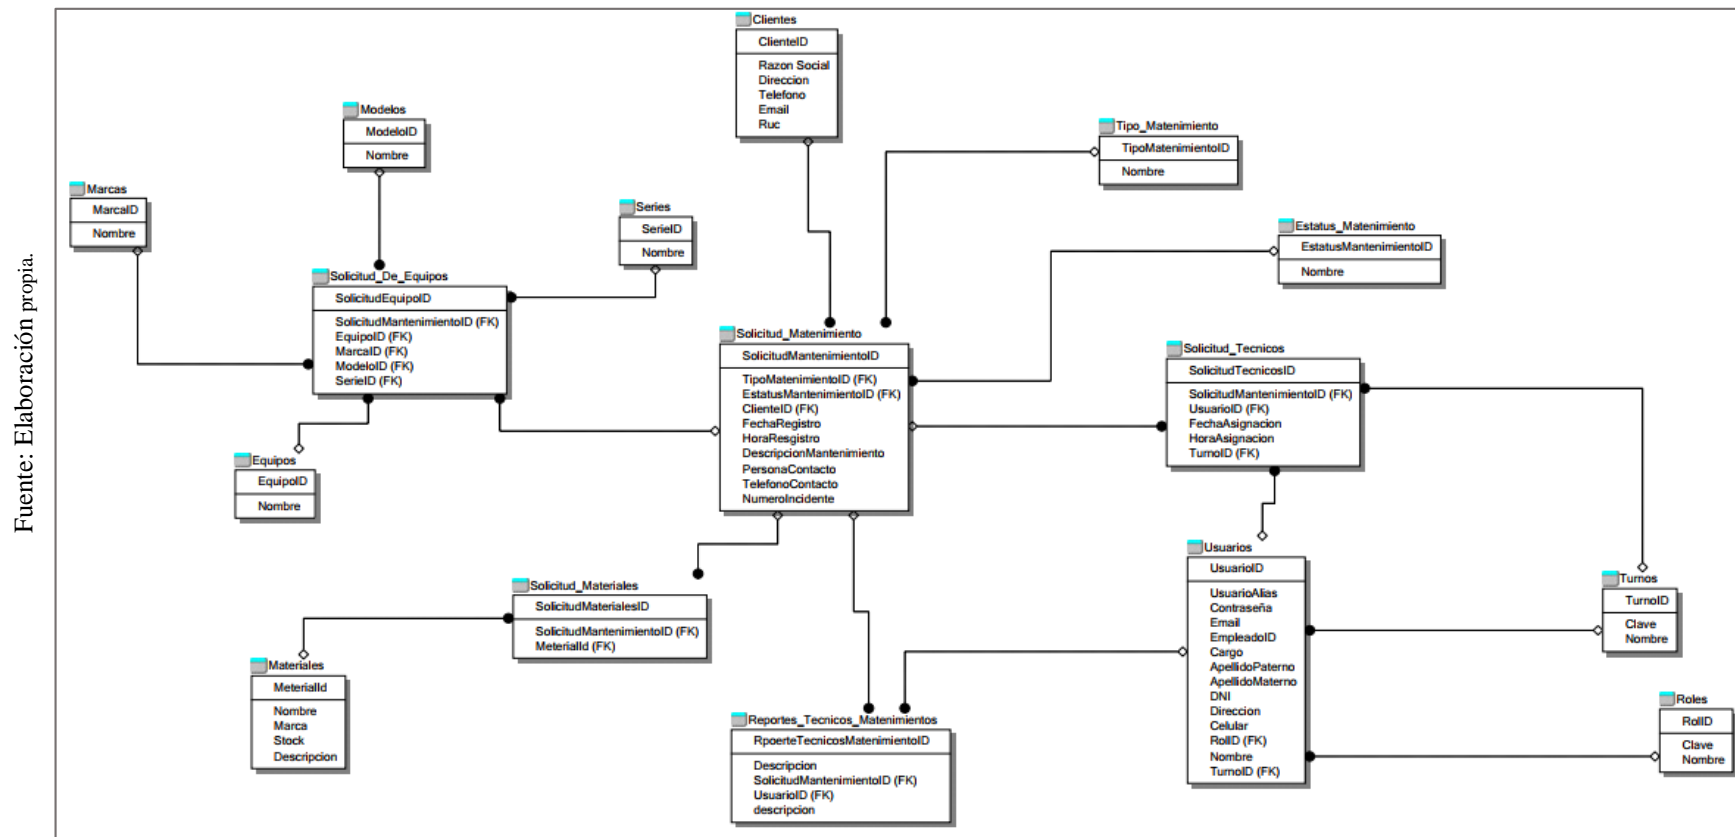 Fuente: Elaboración propia.
Clientes
ClienteID
Razon Social
Direccion
Telefono
Email
Ruc
Modelos
ModeloID
Nombre
Tipo_Matenimiento
TipoMatenimientoID
Nombre
Marcas
MarcaID
Nombre
Series
SerieID
Nombre
Estatus_Matenimiento
EstatusMantenimientoID
Nombre
Solicitud_De_Equipos
SolicitudEquipoID
SolicitudMantenimientoID (FK)
EquipoID (FK)
MarcaID (FK)
ModeloID (FK)
SerieID (FK)
Solicitud_Matenimiento
SolicitudMantenimientoID
TipoMatenimientoID (FK)
EstatusMantenimientoID (FK)
ClienteID (FK)
FechaRegistro
HoraResgistro
DescripcionMantenimiento
PersonaContacto
TelefonoContacto
NumeroIncidente
Solicitud_Tecnicos
SolicitudTecnicosID
SolicitudMantenimientoID (FK)
UsuarioID (FK)
FechaAsignacion
HoraAsignacion
TurnoID (FK)
Equipos
EquipoID
Nombre
Usuarios
UsuarioID
UsuarioAlias
Contraseña
Email
EmpleadoID
Cargo
ApellidoPaterno
ApellidoMaterno
DNI
Direccion
Celular
RollID (FK)
Nombre
TurnoID (FK)
Turnos
TurnoID
Clave
Nombre
Solicitud_Materiales
SolicitudMaterialesID
SolicitudMantenimientoID (FK)
MeterialId (FK)
Materiales
MeterialId
Nombre
Marca
Stock
Descripcion
Reportes_Tecnicos_Matenimientos
RpoerteTecnicosMatenimientoID
Descripcion
SolicitudMantenimientoID (FK)
UsuarioID (FK)
descripcion
Roles
RollID
Clave
Nombre